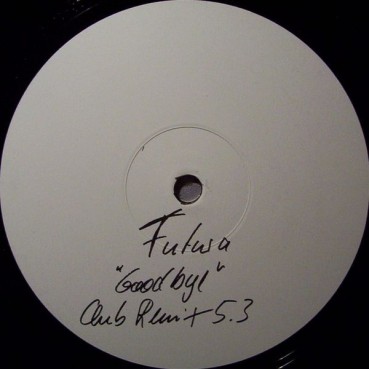 Futura
"Goodbye"
Club Remix 5.3